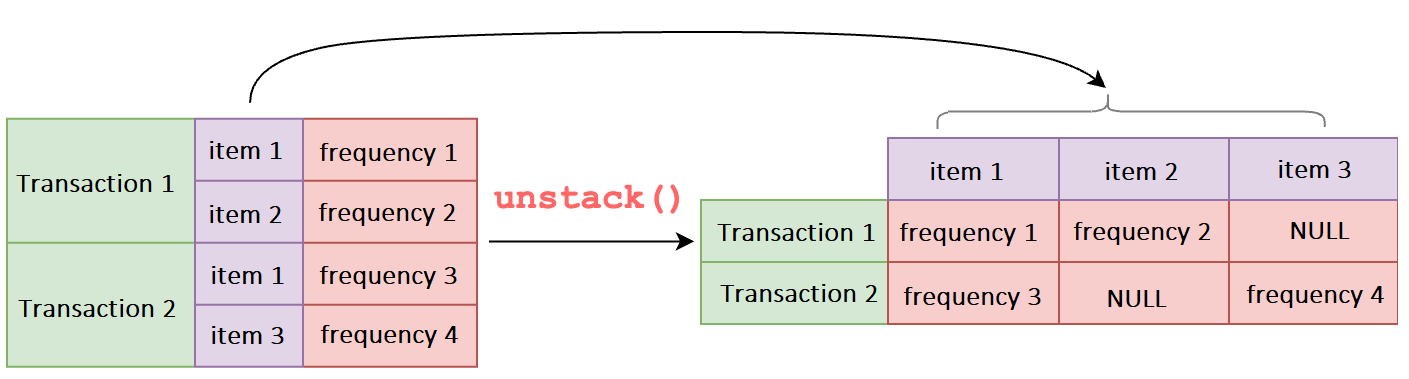 Transaction 1
item 1
frequency 1
item 2
frequency 2
Transaction 2
item 1
frequency 3
item 3
frequency 4
unstack()
item 1 item 2 item 3
Transaction 1 frequency 1 frequency 2 NULL
Transaction 2 frequency 3 NULL frequency 4